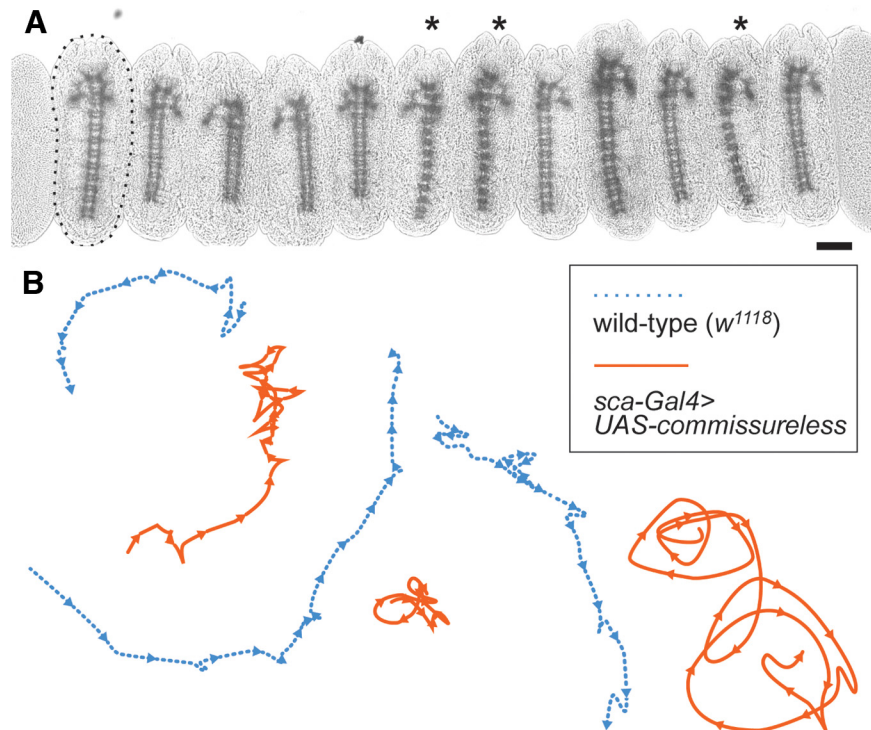 A
* * *
B
wild-type (w1118)
sca-Gal4>
UAS-commissureless